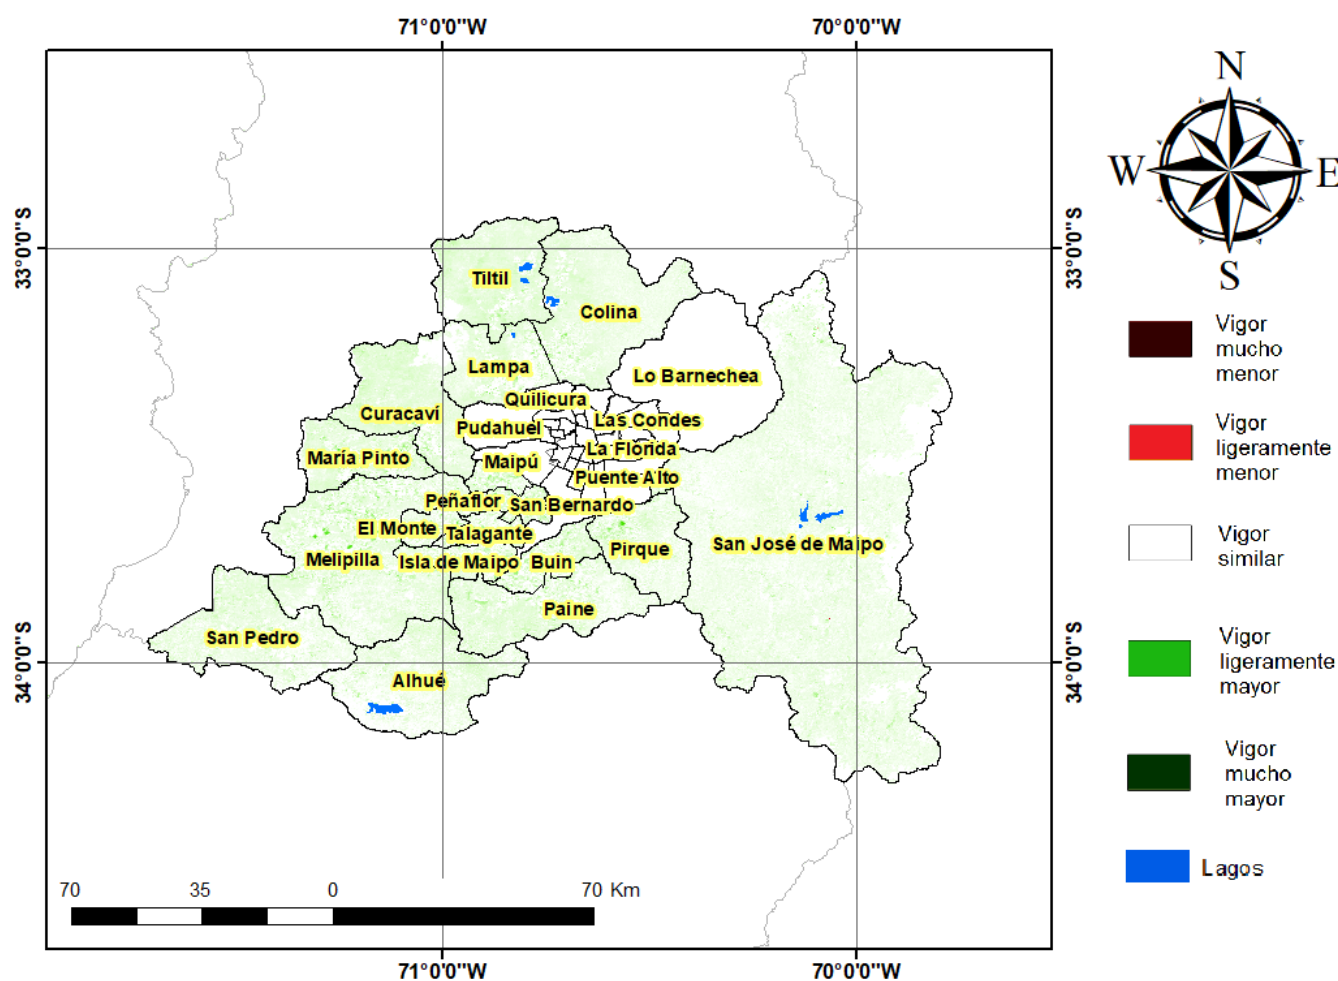 71°0'0"W
70°0'0"W
N
W
E
S
33°0'0"S
33°0'0"S
Tiltil
Colina
Lampa
Lo Barnechea
Quilicura
Curacaví
Las Condes
Pudahuel
La Florida
María Pinto
Maipú
Puente Alto
Peñaflor
San Bernardo
El Monte
Talagante
San José de Maipo
Pirque
Melipilla
Isla de Maipo
Buin
Paine
San Pedro
Alhué
34°0'0"S
34°0'0"S
Vigor
mucho
menor
Vigor
ligeramente
menor
Vigor
similar
Vigor
ligeramente
mayor
Vigor
mucho
mayor
Lagos
70 35 0 70 Km
71°0'0"W
70°0'0"W